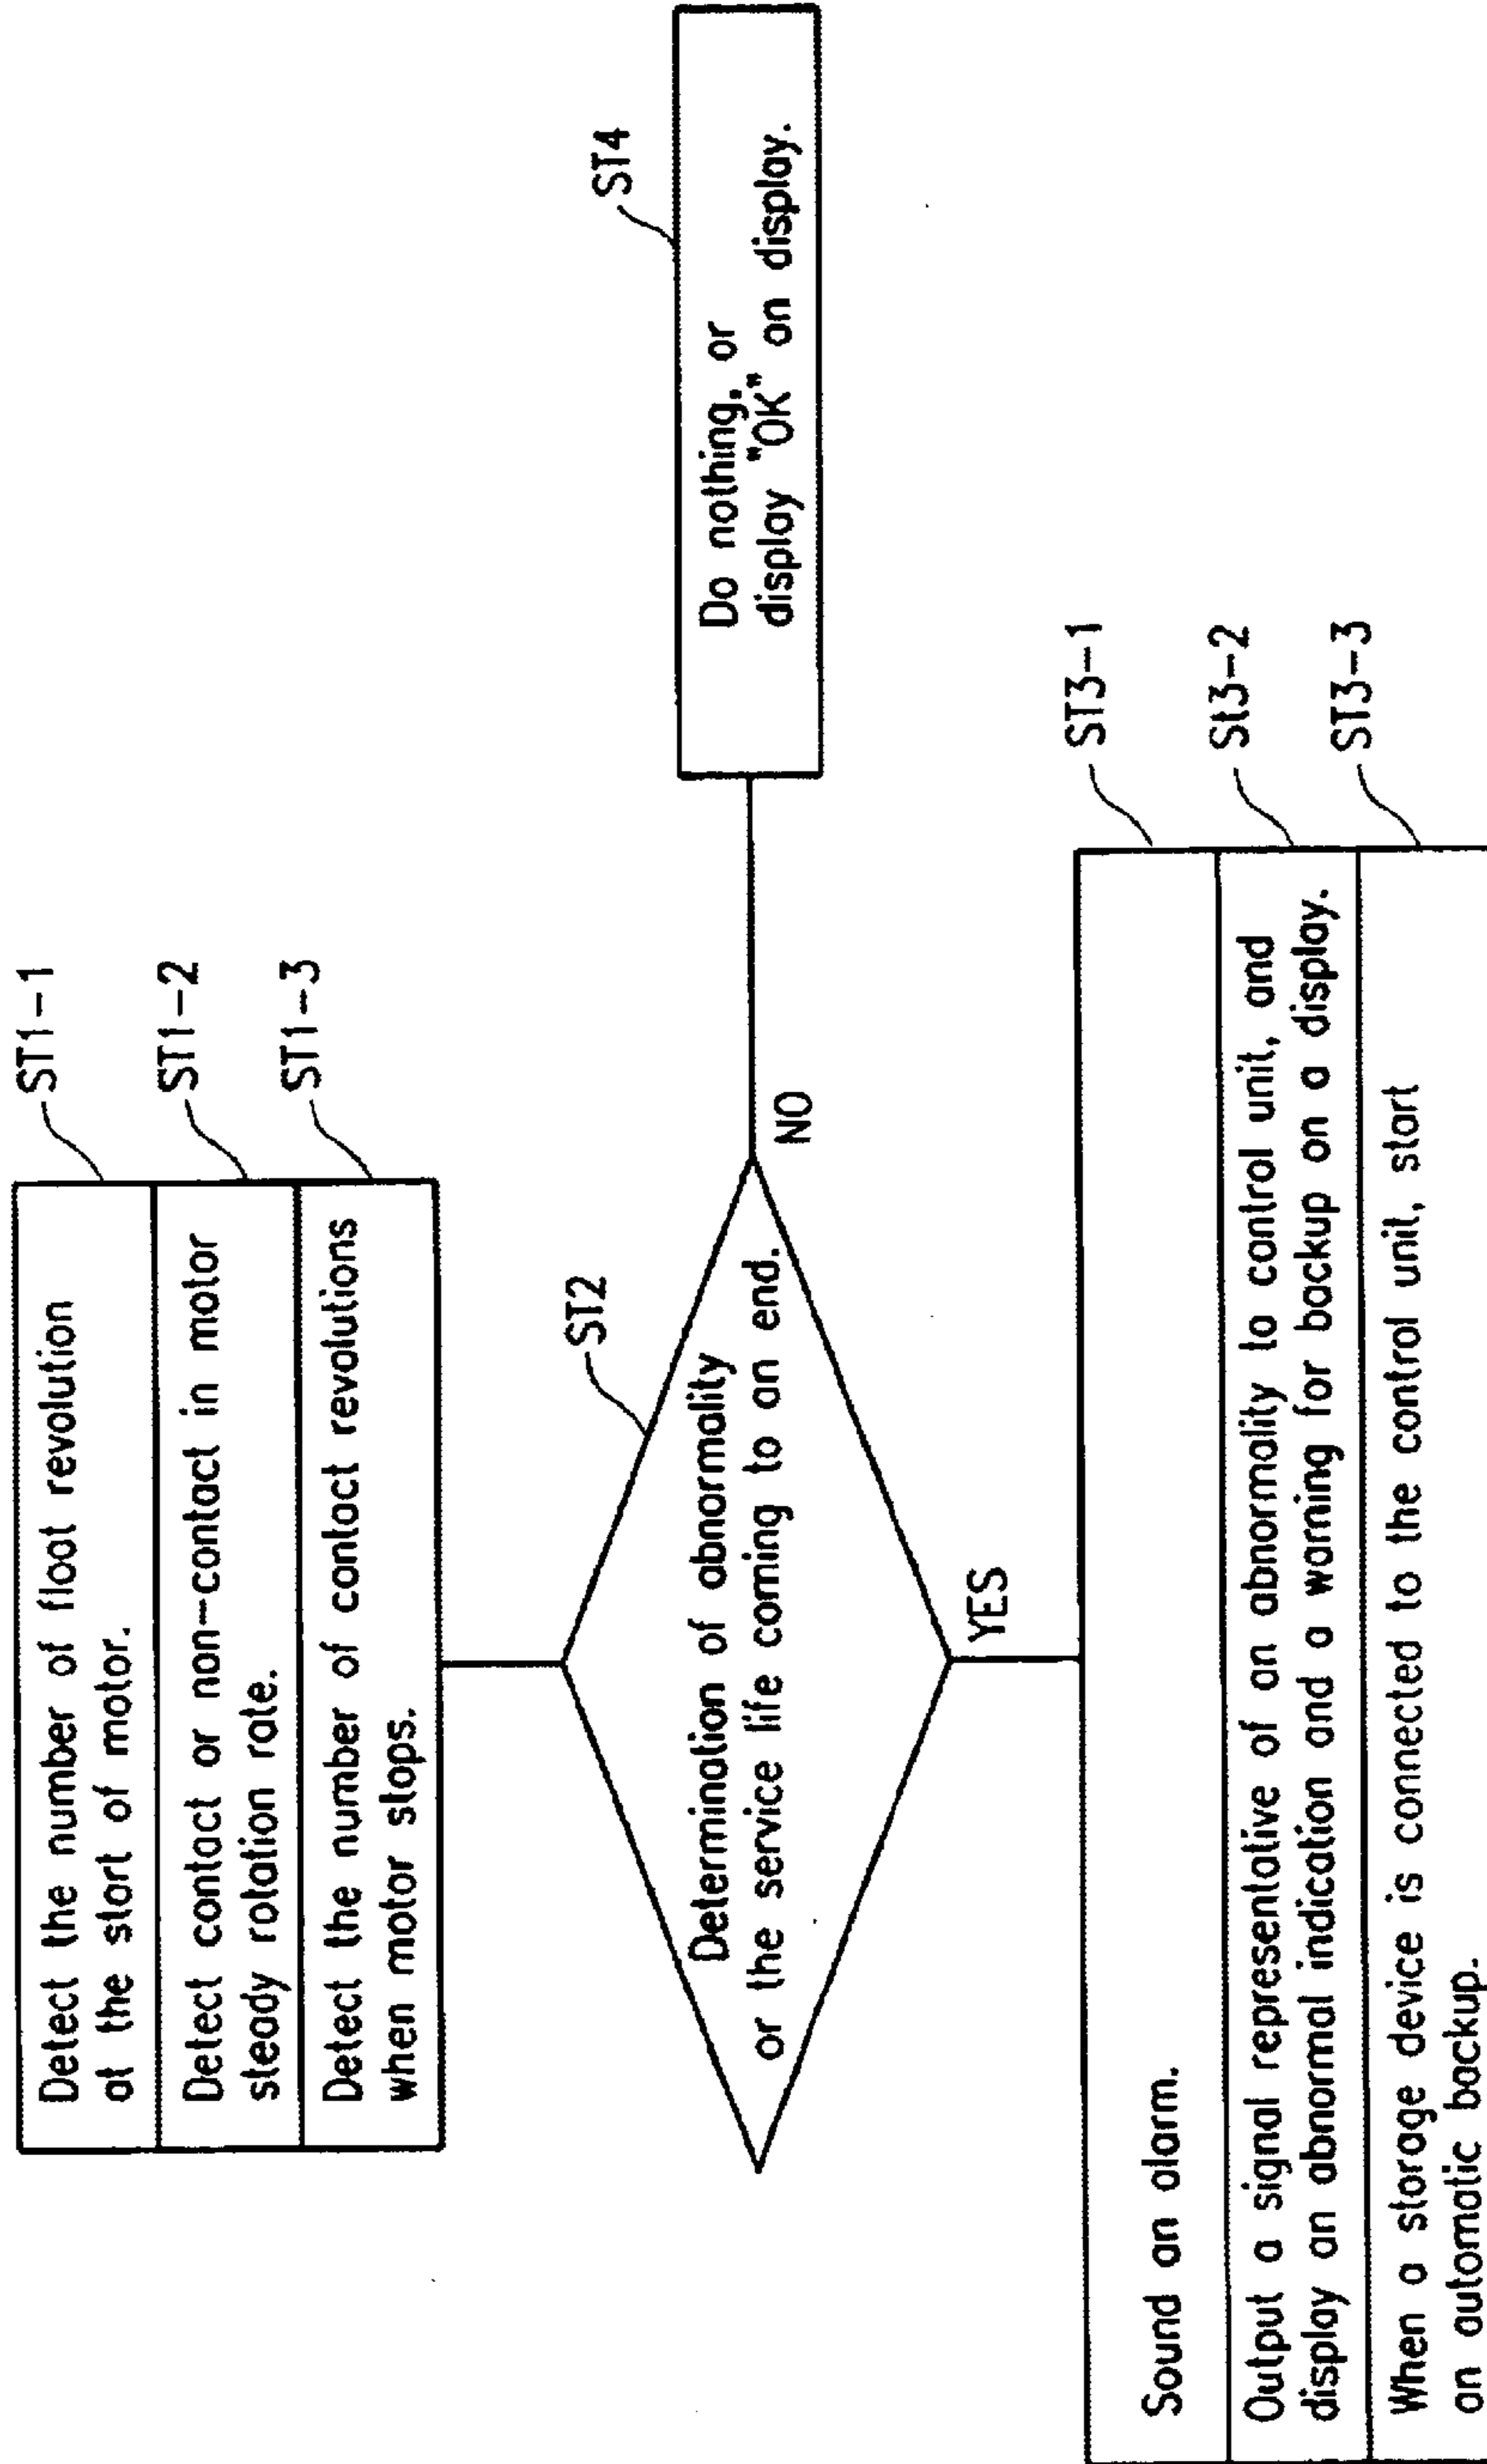 ST1-1
Detect the number of float revolution
at the start of motor.
ST1-2
Detect contact or non-contact in motor
steady rotation rate.
ST1-3
Detect the number of contact revolutions
when motor stops.
ST2
Determination of abnormality
or the service life coming to an end.
NO
ST4
Do nothing, or
display "OK" on display.
YES
ST3-1
Sound an alarm.
St3-2
Output a signal representative of an abnormality to control unit, and
display an abnormal indication and a warning for backup on a display.
ST3-3
When a storage device is connected to the control unit, start
an automatic backup.